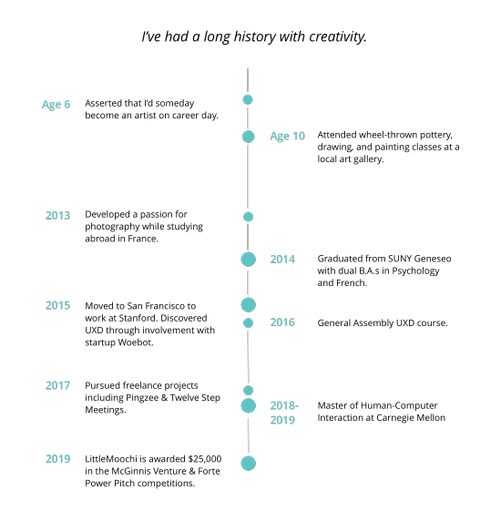 I've had a long history with creativity.
Age 6
Asserted that I'd someday
become an artist on career day.
Age 10
Attended wheel-thrown pottery,
drawing, and painting classes at a
local art gallery.
2013
Developed a passion for
photography while studying
abroad in France.
2014
Graduated from SUNY Geneseo
with dual B.A.s in Psychology
and French.
2015
Moved to San Francisco to
work at Stanford. Discovered
UXD through involvement with
startup Woebot.
2016
General Assembly UXD course.
2017
Pursued freelance projects
including Pingzee & Twelve Step
Meetings.
2018-
2019
Master of Human-Computer
Interaction at Carnegie Mellon
2019
LittleMoochi is awarded $25,000
in the McGinnis Venture & Forte
Power Pitch competitions.